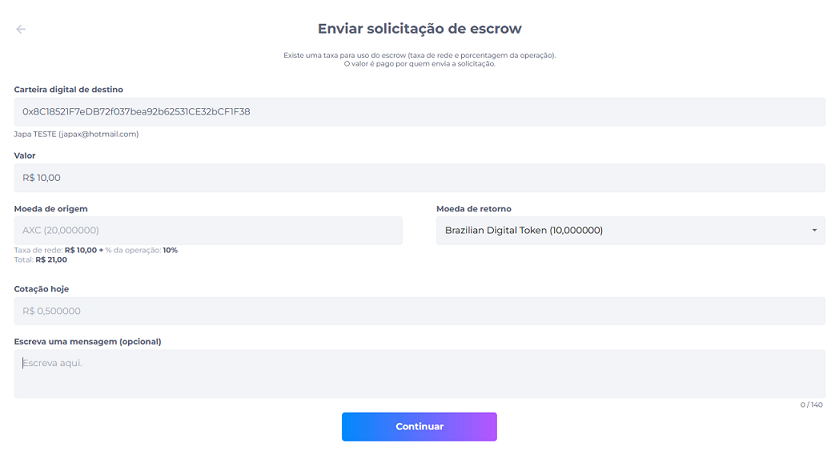 Enviar solicitação de escrow
Existe uma taxa para uso do escrow (taxa de rede e porcentagem da operação).
O valor é pago por quem envia a solicitação.
Carteira digital de destino
0x8C18521F7eDB72f037bea92b62531CE32bCF1F38
Japa TESTE (japax@hotmail.com)
Valor
R$ 10,00
Moeda de origem
AXC (20,000000)
Taxa de rede: R$ 10,00 + % da operação: 10%
Total: R$ 21,00
Moeda de retorno
Brazilian Digital Token (10,000000)
Cotação hoje
R$ 0,500000
Escreva uma mensagem (opcional)
Escreva aqui.
0 / 140
Continuar